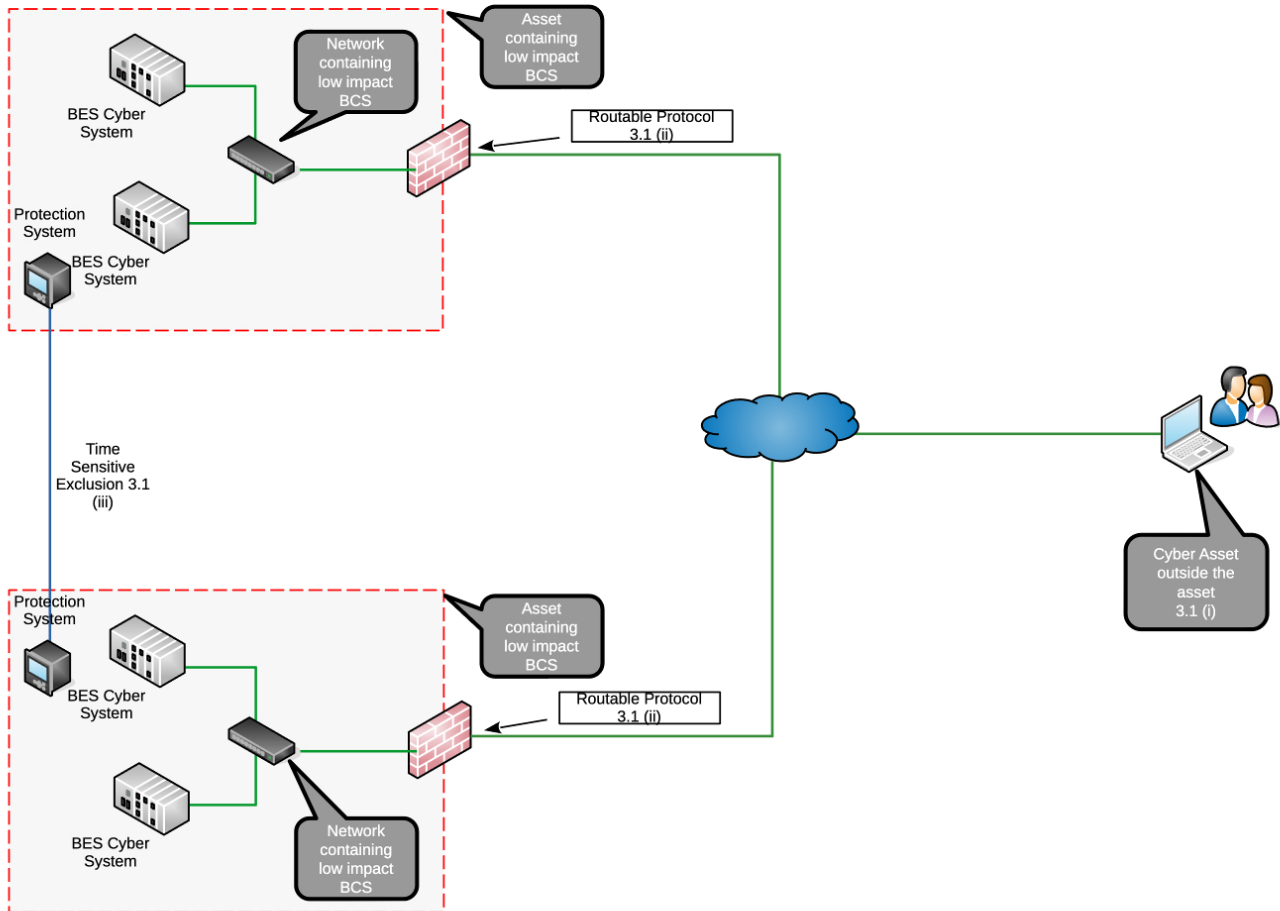 Asset
containing
low impact
BCS
Network
containing
low impact
BCS
BES Cyber
System
Routable Protocol
3.1 (ii)
Protection
System
BES Cyber
System
Time
Sensitive
Exclusion 3.1
(iii)
Cyber Asset
outside the
asset
3.1 (i)
Protection
System
Asset
containing
low impact
BCS
BES Cyber
System
Routable Protocol
3.1 (ii)
BES Cyber
System
Network
containing
low impact
BCS